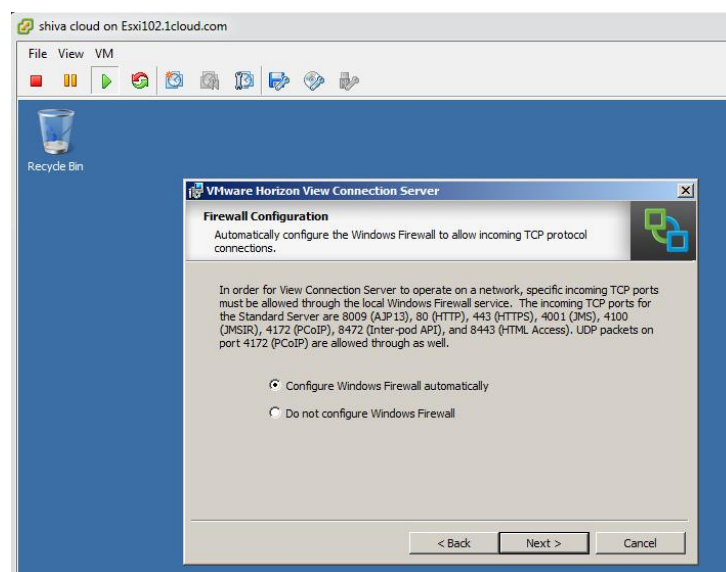 shiva cloud on Esxi102.1cloud.com
File View VM
Recycle Bin
VMware Horizon View Connection Server
Firewall Configuration
Automatically configure the Windows Firewall to allow incoming TCP protocol
connections.
In order for View Connection Server to operate on a network, specific incoming TCP ports
must be allowed through the local Windows Firewall service. The incoming TCP ports for
the Standard Server are 8009 (AJP13), 80 (HTTP), 443 (HTTPS), 4001 (JMS), 4100
(JMSIR), 4172 (PCoIP), 8472 (Inter-pod API), and 8443 (HTML Access). UDP packets on
port 4172 (PCoIP) are allowed through as well.
Configure Windows Firewall automatically
Do not configure Windows Firewall
< Back Next > Cancel